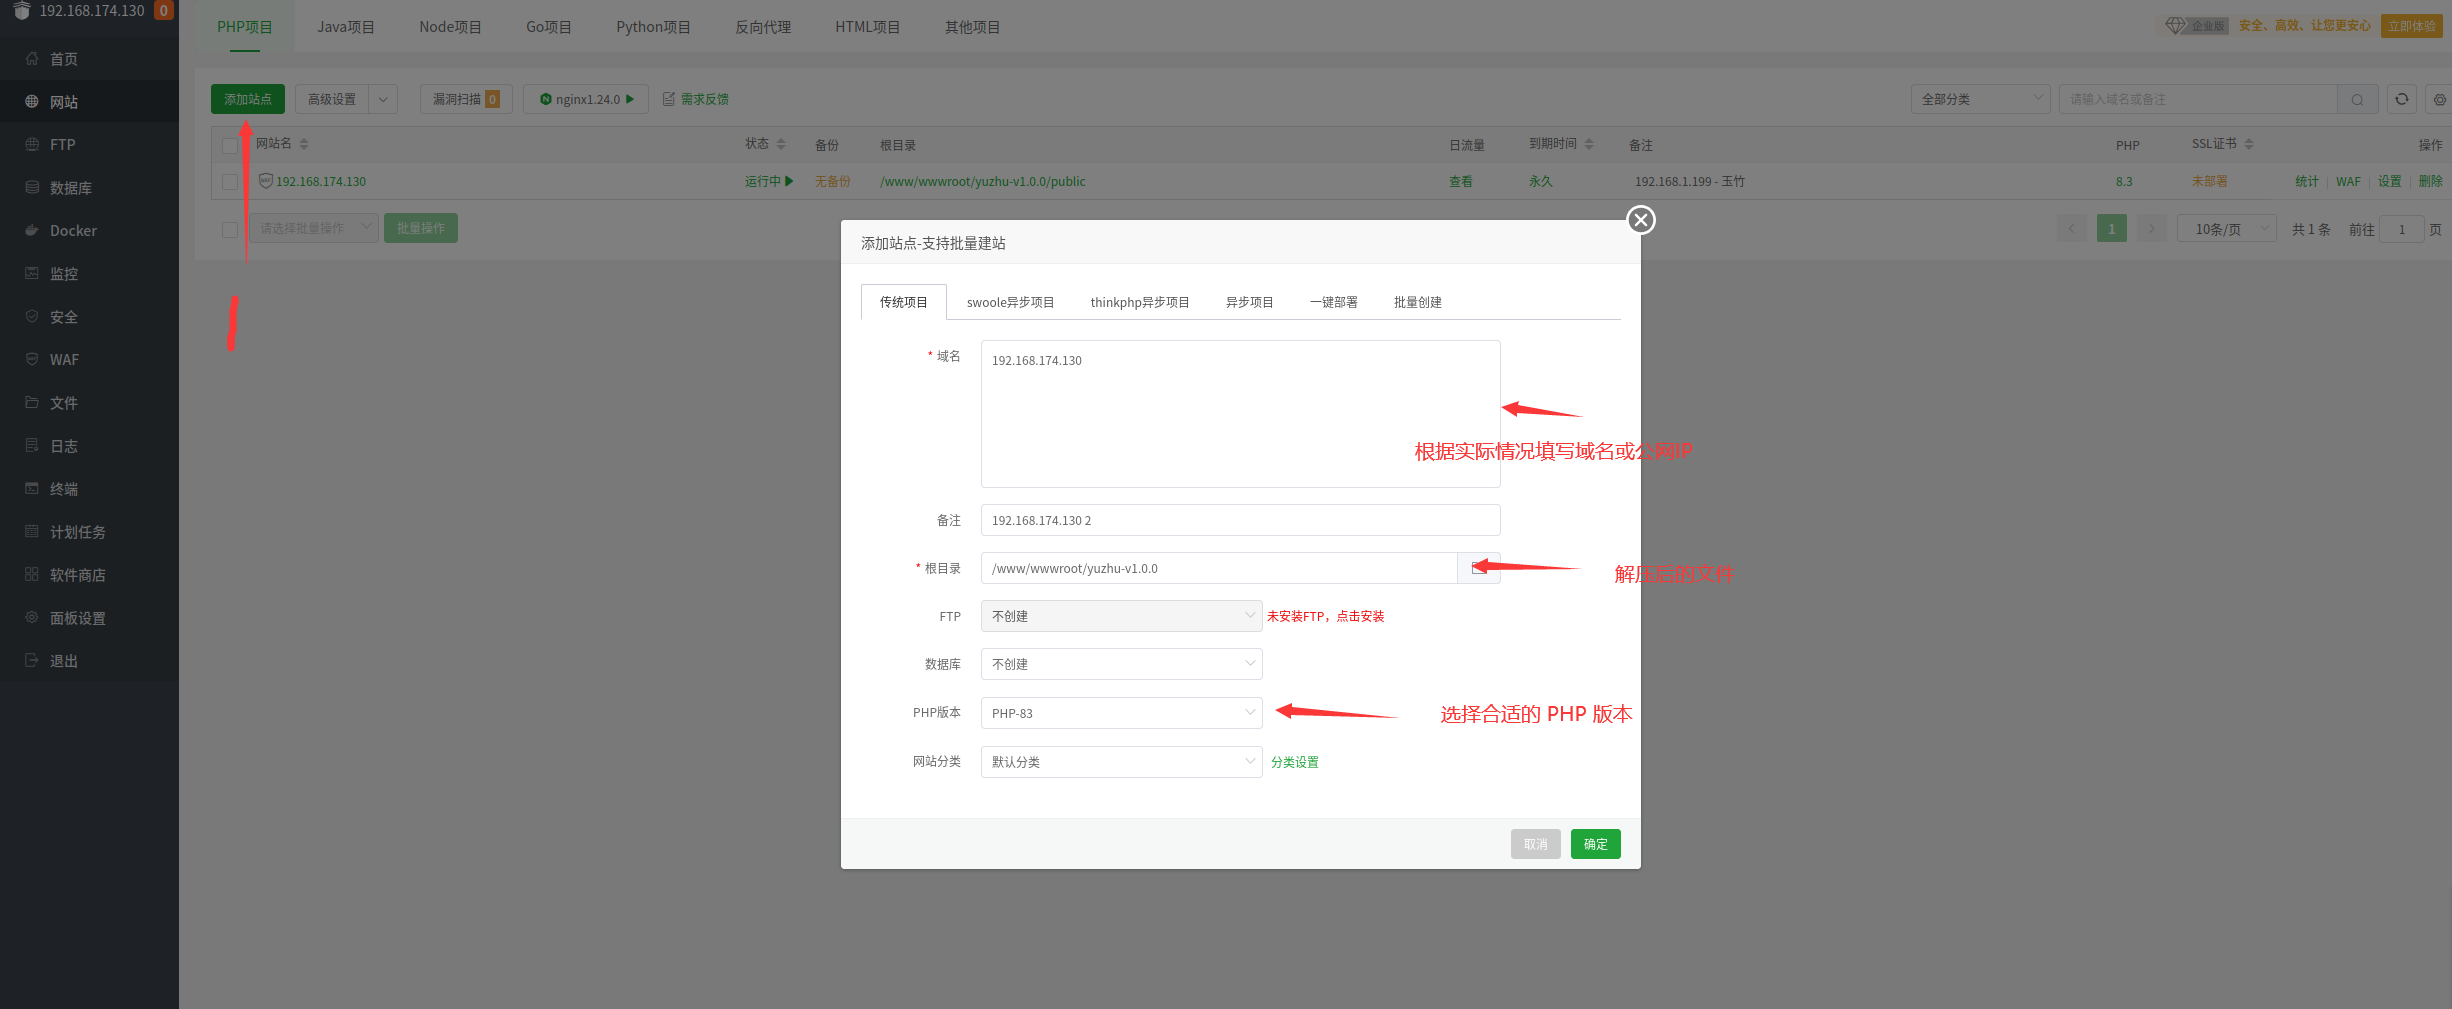 192.168.174.130 0
首页
网站
FTP
数据库
Docker
监控
安全
WAF
文件
日志
终端
计划任务
软件商店
面板设置
退出
PHP项目 Java项目 Node项目 Go项目 Python项目 反向代理 HTML项目 其他项目
企业版 安全、高效、让您更安心 立即体验
添加站点 高级设置 漏洞扫描 0 nginx1.24.0 需求反馈 全部分类 请输入域名或备注
网站名 状态 备份 根目录 日流量 到期时间 备注 PHP SSL证书 操作
192.168.174.130 运行中 无备份 /www/wwwroot/yuzhu-v1.0.0/public 查看 永久 192.168.1.199 - 玉竹 8.3 未部署 统计 WAF 设置 删除
请选择批量操作 批量操作 1 10条/页 共 1 条 前往 1 页
添加站点-支持批量建站
传统项目 swoole异步项目 thinkphp异步项目 异步项目 一键部署 批量创建
* 域名 192.168.174.130
根据实际情况填写域名或公网IP
备注 192.168.174.130 2
* 根目录 /www/wwwroot/yuzhu-v1.0.0
解压后的文件
FTP 不创建 未安装FTP，点击安装
数据库 不创建
PHP版本 PHP-83
选择合适的 PHP 版本
网站分类 默认分类 分类设置
取消 确定